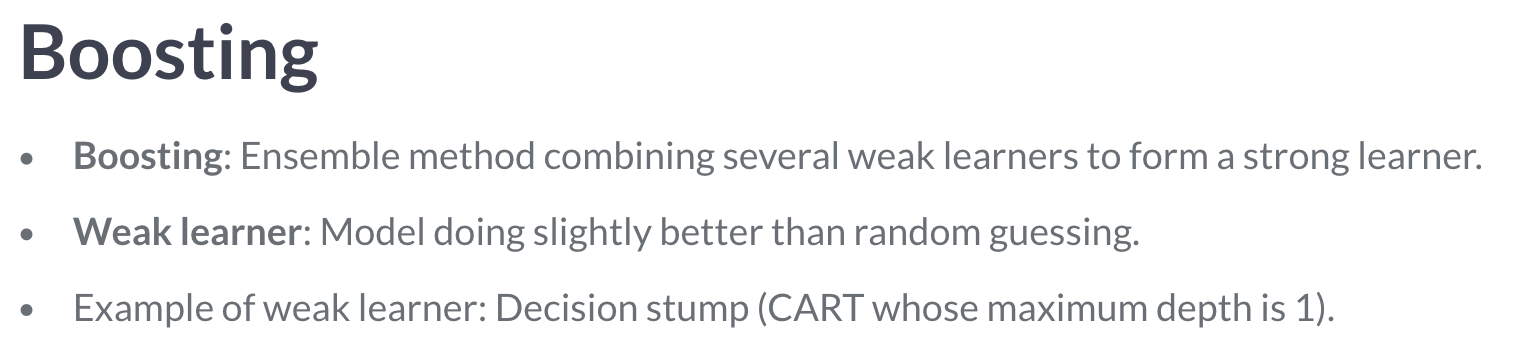 Boosting
• Boosting: Ensemble method combining several weak learners to form a strong learner.
• Weak learner: Model doing slightly better than random guessing.
• Example of weak learner: Decision stump (CART whose maximum depth is 1).